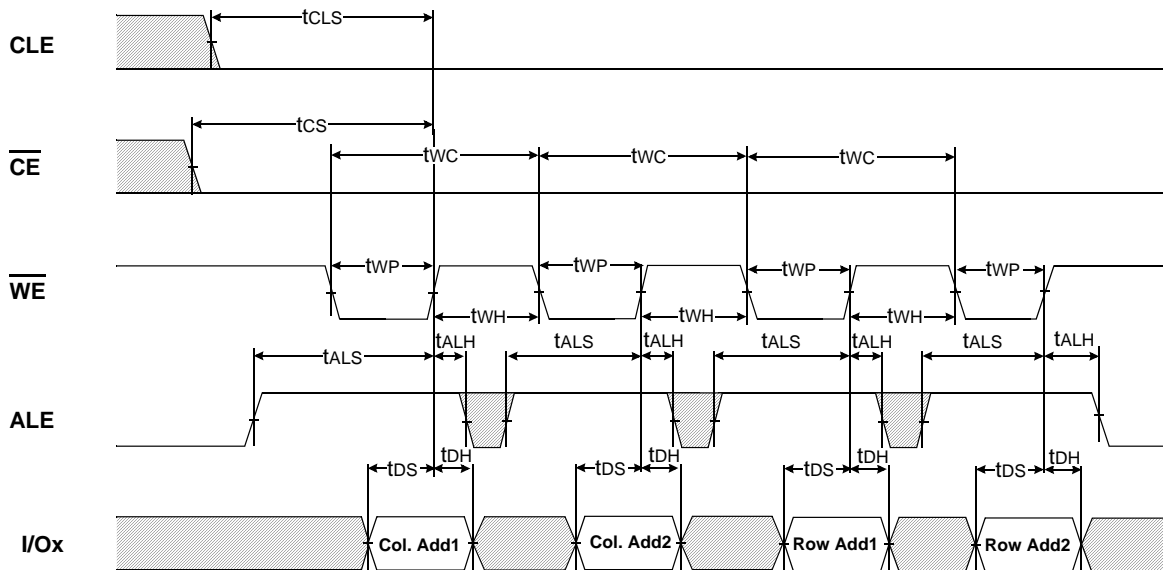 tCLS
CLE
tCS
CE
tWC tWC tWC
WE
tWP tWP tWP tWP
tWH tWH tWH
tALS tALH tALS tALH tALS tALH tALS tALH
ALE
tDS tDH tDS tDH tDS tDH tDS tDH
I/Ox
Col. Add1 Col. Add2 Row Add1 Row Add2